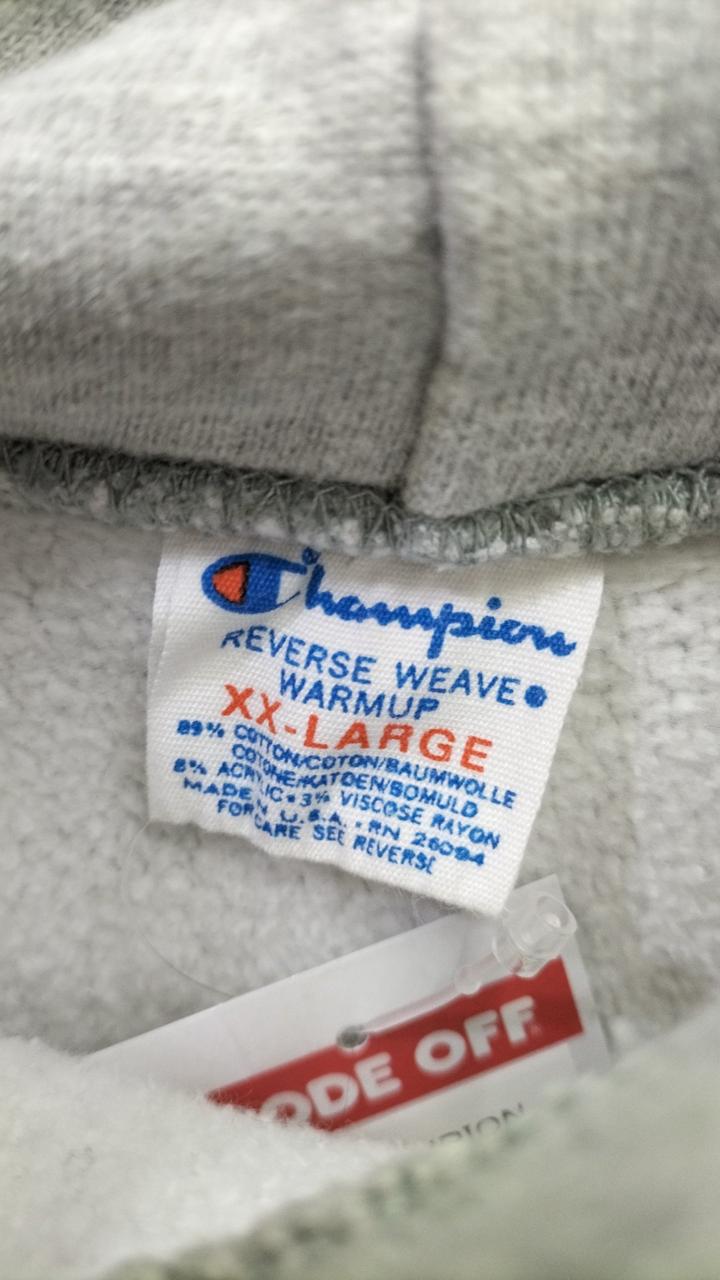 Champion
REVERSE WEAVE
WARMUP
XX-LARGE
89% COTTON/COTON/BAUMWOLLE
COTONE/KATOEN/BOMULD
8% ACRYLIC • 3% VISCOSE RAYON
MADE IN U.S.A. • RN 26094
FOR CARE SEE REVERSE
ODE OFF